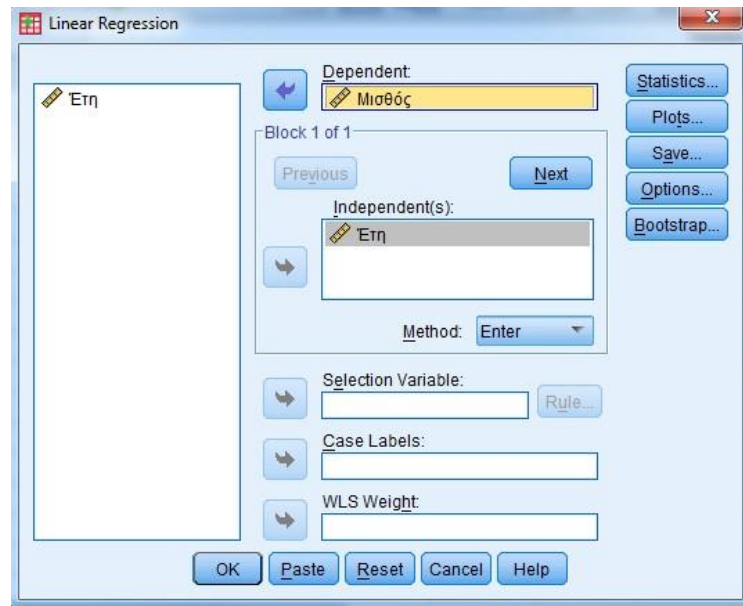 Linear Regression
Έτη
Dependent:
Μισθός
Statistics...
Plots...
Save...
Options...
Bootstrap...
Block 1 of 1
Previous
Next
Independent(s):
Έτη
Method: Enter
Selection Variable:
Rule...
Case Labels:
WLS Weight:
OK Paste Reset Cancel Help